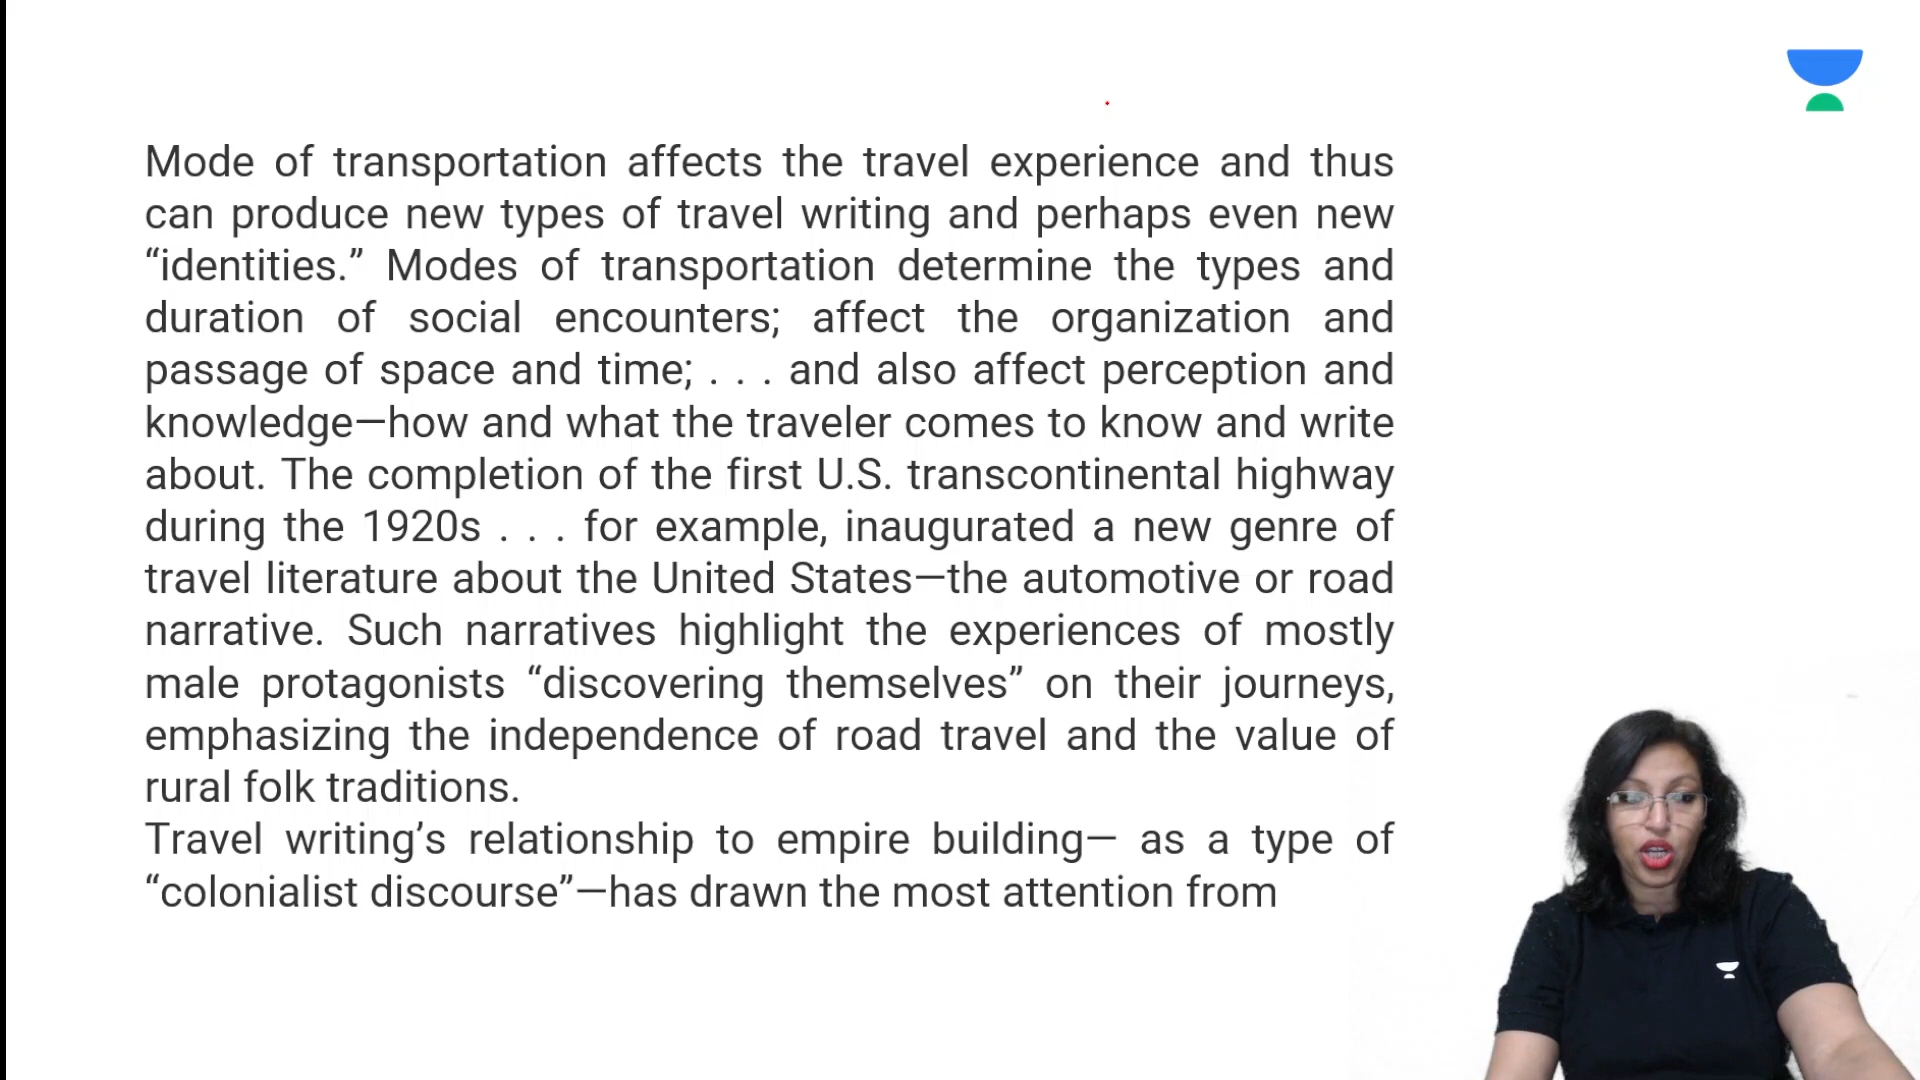 Mode of transportation affects the travel experience and thus
can produce new types of travel writing and perhaps even new
“identities.” Modes of transportation determine the types and
duration of social encounters; affect the organization and
passage of space and time; . . . and also affect perception and
knowledge—how and what the traveler comes to know and write
about. The completion of the first U.S. transcontinental highway
during the 1920s . . . for example, inaugurated a new genre of
travel literature about the United States—the automotive or road
narrative. Such narratives highlight the experiences of mostly
male protagonists “discovering themselves” on their journeys,
emphasizing the independence of road travel and the value of
rural folk traditions.
Travel writing’s relationship to empire building— as a type of
“colonialist discourse”—has drawn the most attention from